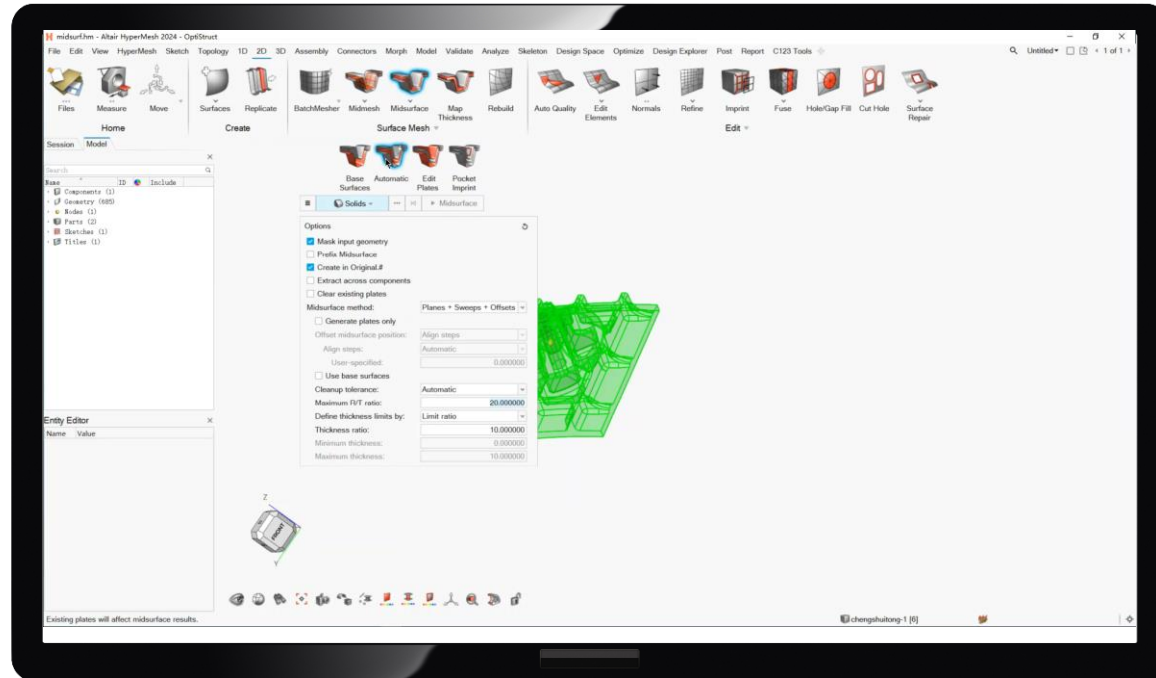 midsurf.hm - Altair HyperMesh 2024 - OptiStruct
File Edit View HyperMesh Sketch Topology 1D 2D 3D Assembly Connectors Morph Model Validate Analyze Skeleton Design Space Optimize Design Explorer Post Report C123 Tools
Untitled 1 of 1
Files Measure Move Surfaces Replicate BatchMesher Midmesh Midsurface Map Thickness Rebuild Auto Quality Edit Elements Normals Refine Imprint Fuse Hole/Gap Fill Cut Hole Surface Repair
Home Create Surface Mesh Edit
Session Model
Search
Name ID Include
Components (1)
Geometry (605)
Nodes (1)
Parts (2)
Sketches (1)
Titles (1)
Base Surfaces Automatic Edit Plates Pocket Imprint
Solids Midsurface
Options
Mask input geometry
Prefix Midsurface
Create in Original.#
Extract across components
Clear existing plates
Midsurface method: Planes + Sweeps + Offsets
Generate plates only
Offset midsurface position: Align steps
Align steps: Automatic
User-specified: 0.000000
Use base surfaces
Cleanup tolerance: Automatic
Maximum R/T ratio: 20.000000
Define thickness limits by: Limit ratio
Thickness ratio: 10.000000
Minimum thickness: 0.000000
Maximum thickness: 10.000000
Entity Editor
Name Value
Z
FRONT
Y
Existing plates will affect midsurface results.
chengshuitong-1 [6]